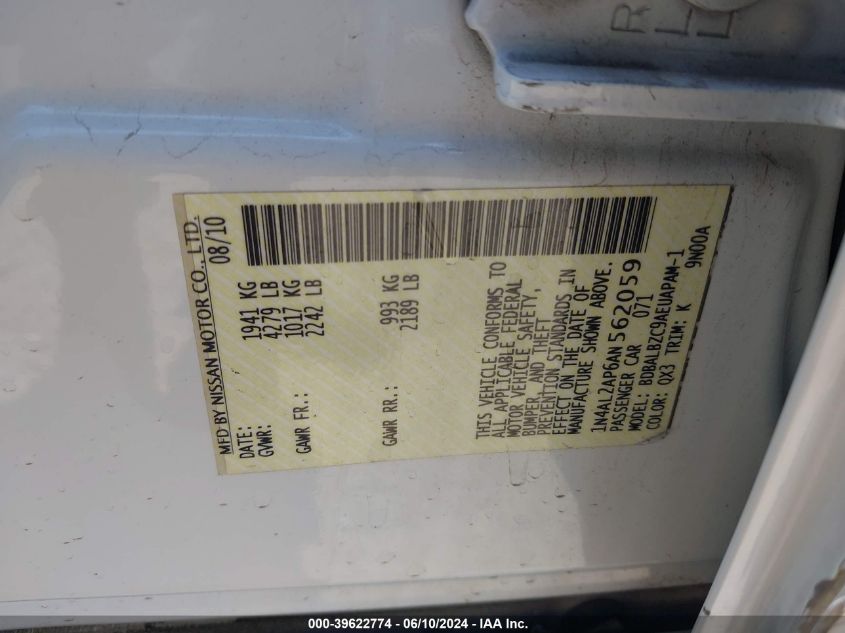 MFD BY NISSAN MOTOR CO., LTD.
DATE: 08/10
GVWR: 1941 KG
4279 LB
GAWR FR.: 1017 KG
2242 LB
GAWR RR.: 993 KG
2189 LB
THIS VEHICLE CONFORMS TO
ALL APPLICABLE FEDERAL
MOTOR VEHICLE SAFETY,
BUMPER, AND THEFT
PREVENTION STANDARDS IN
EFFECT ON THE DATE OF
MANUFACTURE SHOWN ABOVE.
1N4AL2AP6AN562059
PASSENGER CAR 071
MODEL: BDBALBZC9AEUAPAM-1
COLOR: QX3 TRIM: K 9N00A
000-39622774 - 06/10/2024 - IAA Inc.